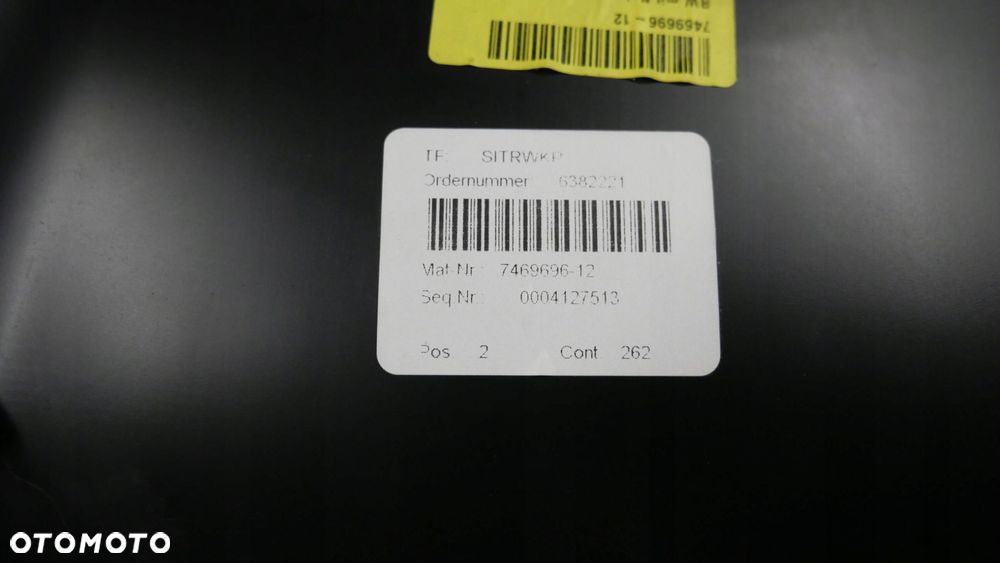 7469696-12
TF: SITRWKP
Ordernummer 6382221
Mat-Nr.: 7469696-12
Seq.Nr.: 0004127513
Pos 2 Cont. 262
OTOMOTO